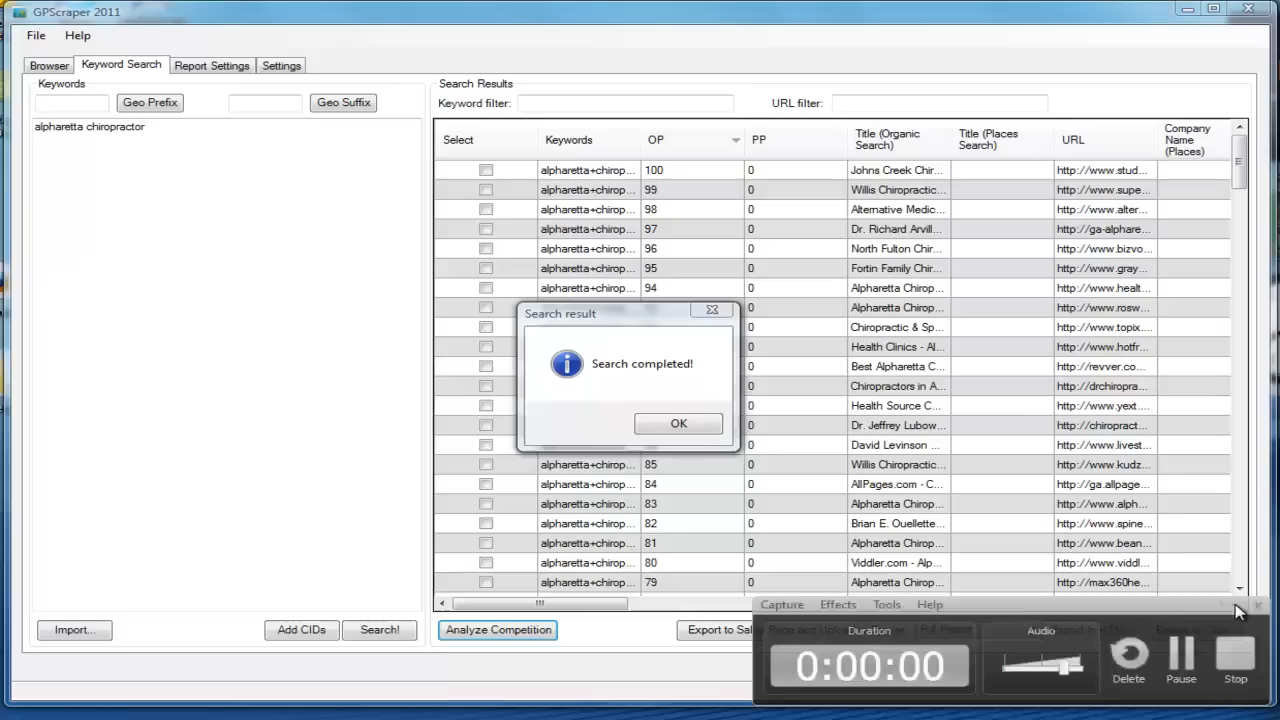 GPScraper 2011
File Help
Browser Keyword Search Report Settings Settings
Keywords
Geo Prefix Geo Suffix
alpharetta chiropractor
Import... Add CIDs Search!
Search Results
Keyword filter: URL filter:
Select Keywords OP PP Title (Organic Search) Title (Places Search) URL Company Name (Places)
alpharetta+chirop... 100 0 Johns Creek Chir... http://www.stud...
alpharetta+chirop... 99 0 Willis Chiropractic... http://www.supe...
alpharetta+chirop... 98 0 Alternative Medic... http://www.alter...
alpharetta+chirop... 97 0 Dr. Richard Arvill... http://ga-alphare...
alpharetta+chirop... 96 0 North Fulton Chir... http://www.bizvo...
alpharetta+chirop... 95 0 Fortin Family Chir... http://www.gray...
alpharetta+chirop... 94 0 Alpharetta Chirop... http://www.healt...
0 Alpharetta Chirop... http://www.rosw...
0 Chiropractic & Sp... http://www.topix...
0 Health Clinics - Al... http://www.hotfr...
0 Best Alpharetta C... http://revver.co...
0 Chiropractors in A... http://drchiropra...
0 Health Source C... http://www.yext....
0 Dr. Jeffrey Lubow... http://chiropract...
0 David Levinson ... http://www.livest...
alpharetta+chirop... 85 0 Willis Chiropractic... http://www.kudz...
alpharetta+chirop... 84 0 AllPages.com - C... http://ga.allpage...
alpharetta+chirop... 83 0 Alpharetta Chirop... http://www.alph...
alpharetta+chirop... 82 0 Brian E. Ouellette... http://www.spine...
alpharetta+chirop... 81 0 Alpharetta Chirop... http://www.bean...
alpharetta+chirop... 80 0 Viddler.com - Alp... http://www.viddl...
alpharetta+chirop... 79 0 Alpharetta Chirop... http://max360he...
Search result
Search completed!
OK
Analyze Competition Export to Sal
Capture Effects Tools Help
Duration Audio
0:00:00
Delete Pause Stop